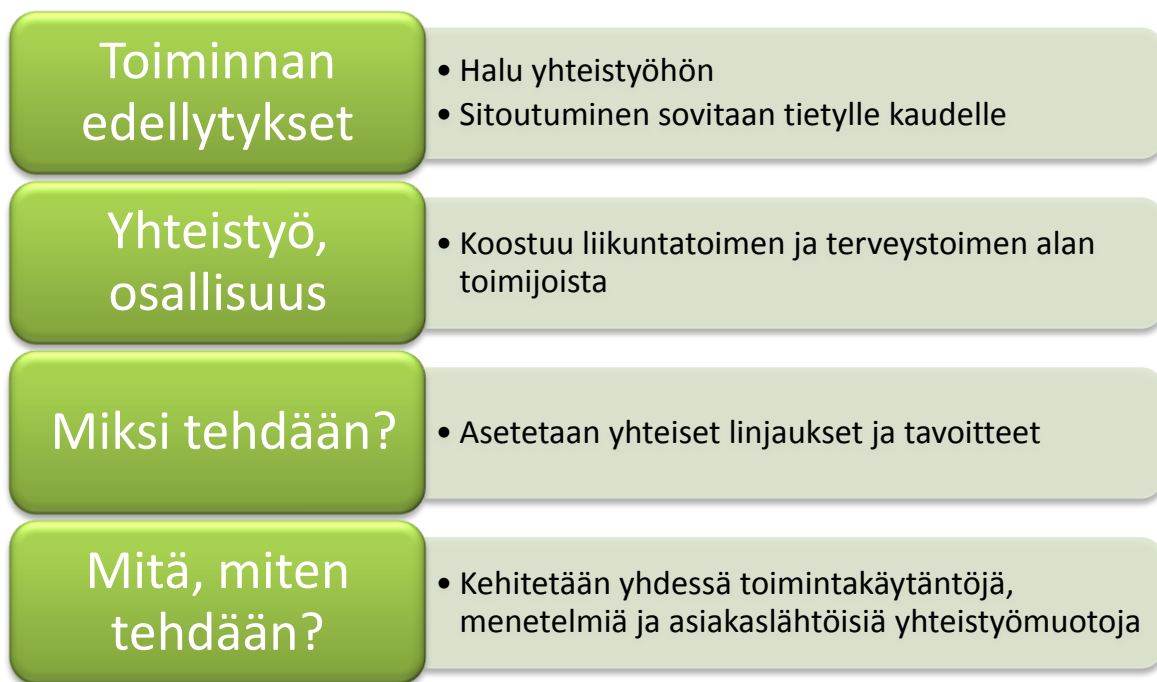 Toiminnan
edellytykset
• Halu yhteistyöhön
• Sitoutuminen sovitaan tietylle kaudelle
Yhteistyö,
osallisuus
• Koostuu liikuntatoimen ja terveystoimen alan
toimijoista
Miksi tehdään?
• Asetetaan yhteiset linjaukset ja tavoitteet
Mitä, miten
tehdään?
• Kehitetään yhdessä toimintakäytäntöjä,
menetelmiä ja asiakaslähtöisiä yhteistyömuotoja